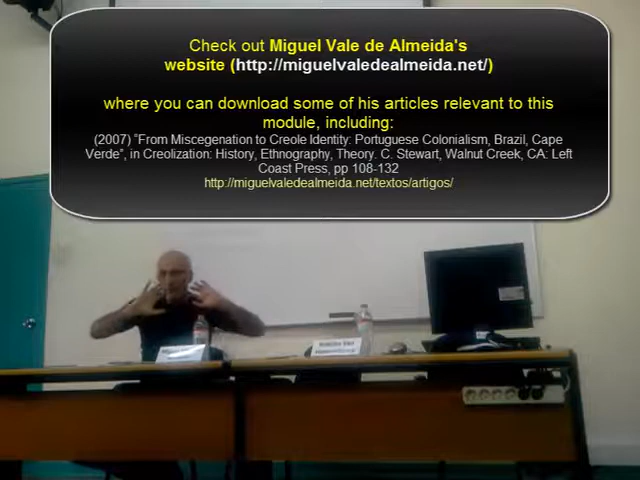 Check out Miguel Vale de Almeida's
website (http://miguelvaledealmeida.net/)
where you can download some of his articles relevant to this
module, including:
(2007) "From Miscegenation to Creole Identity: Portuguese Colonialism, Brazil, Cape
Verde", in Creolization: History, Ethnography, Theory. C. Stewart, Walnut Creek, CA: Left
Coast Press, pp 108-132
http://miguelvaledealmeida.net/textos/artigos/